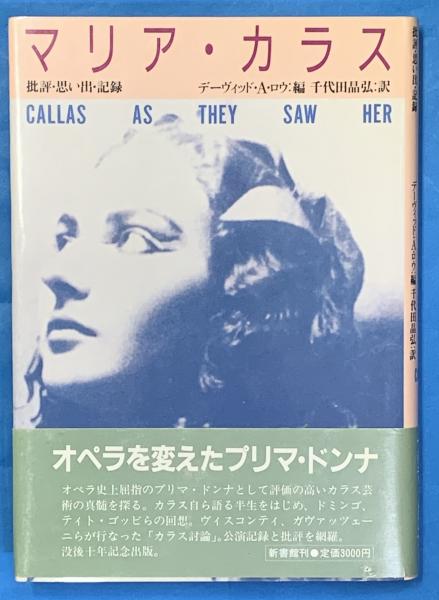 マリア・カラス
批評・思い出・記録 デーヴィッド・A・ロウ:編 千代田晶弘:訳
CALLAS AS THEY SAW HER
オペラを変えたプリマ・ドンナ
オペラ史上屈指のプリマ・ドンナとして評価の高いカラス芸
術の真髄を探る。カラス自ら語る半生をはじめ、ドミンゴ、
ティト・ゴッビらの回想。ヴィスコンティ、ガヴァッツェー
ニらが行なった「カラス討論」。公演記録と批評を網羅。
没後十年記念出版。
新書館刊●定価3000円
批評・思い出・記録
デーヴィッド・A・ロウ:編 千代田晶弘:訳